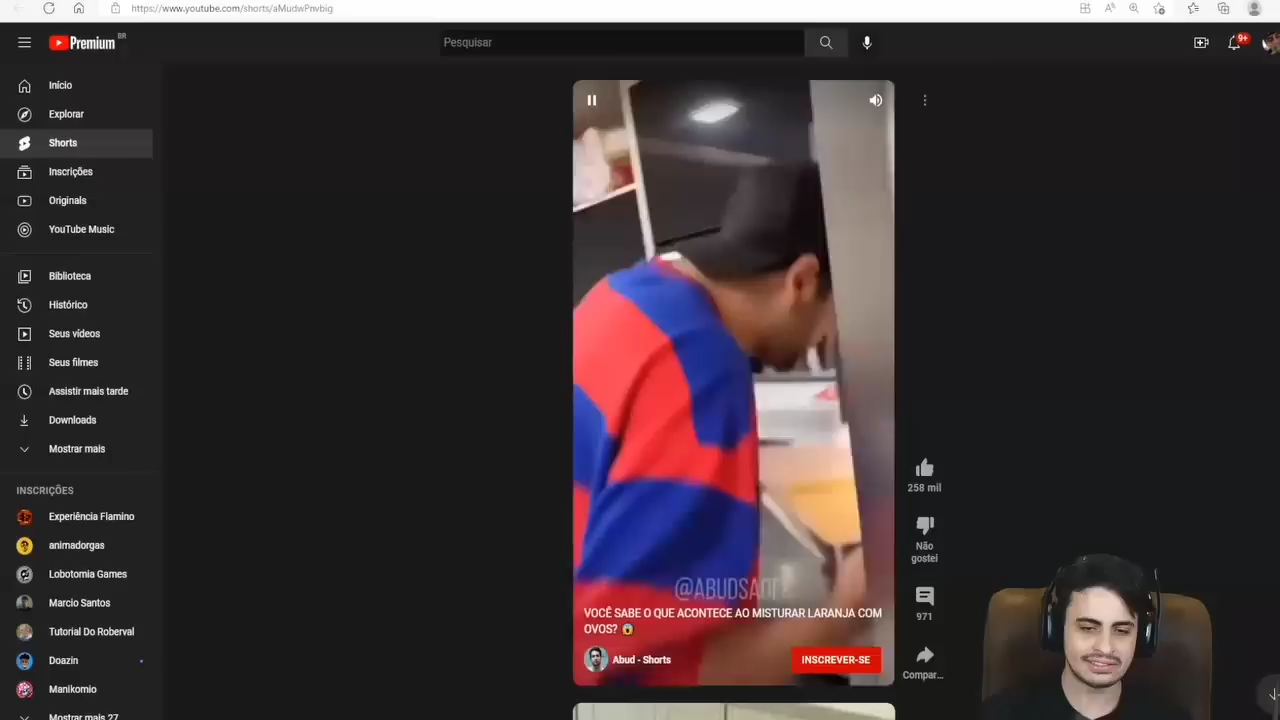 https://www.youtube.com/shorts/aMudwPnvbig
Premium BR
Pesquisar
9+
Início
Explorar
Shorts
Inscrições
Originals
YouTube Music
Biblioteca
Histórico
Seus vídeos
Seus filmes
Assistir mais tarde
Downloads
Mostrar mais
INSCRIÇÕES
Experiência Flamino
animadorgas
Lobotomia Games
Marcio Santos
Tutorial Do Roberval
Doazin
Manikomio
Mostrar mais 27
VOCÊ SABE O QUE ACONTECE AO MISTURAR LARANJA COM
OVOS? 😱
Abud - Shorts
INSCREVER-SE
258 mil
Não
gostei
971
Compar...